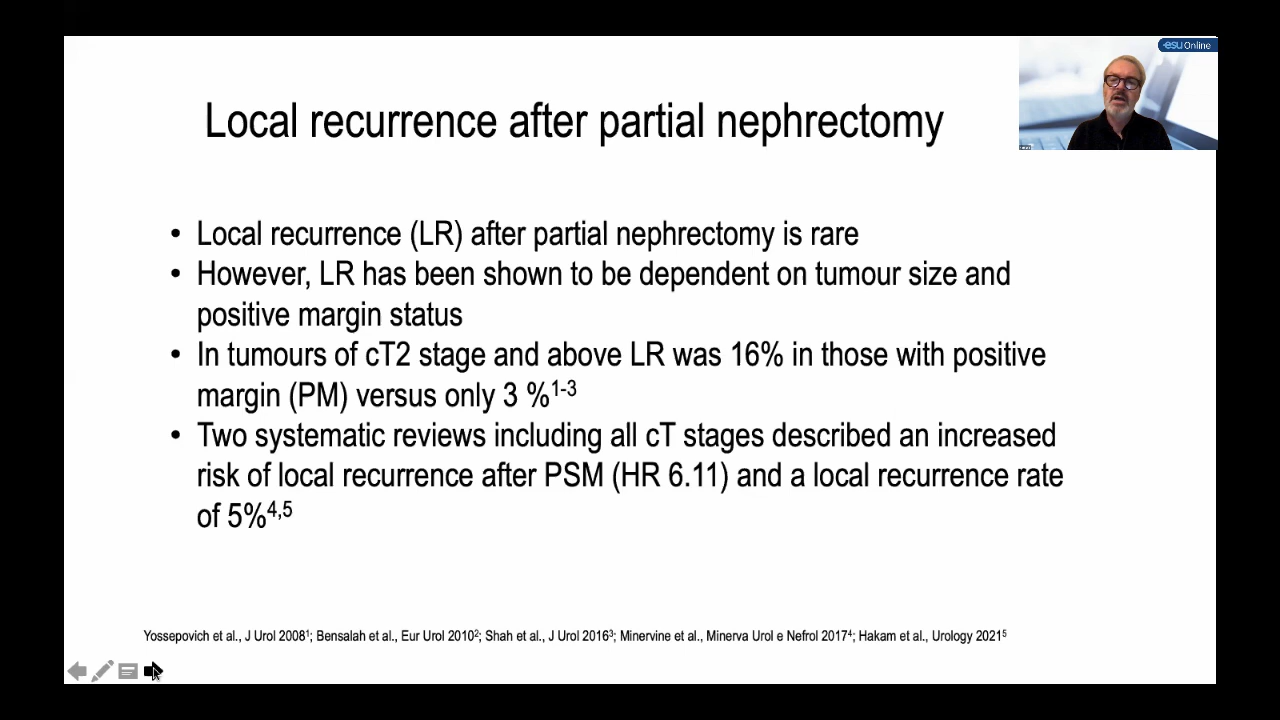 esu Online
Local recurrence after partial nephrectomy
• Local recurrence (LR) after partial nephrectomy is rare
• However, LR has been shown to be dependent on tumour size and
positive margin status
• In tumours of cT2 stage and above LR was 16% in those with positive
margin (PM) versus only 3 %1-3
• Two systematic reviews including all cT stages described an increased
risk of local recurrence after PSM (HR 6.11) and a local recurrence rate
of 5%4,5
Yossepovich et al., J Urol 2008¹; Bensalah et al., Eur Urol 2010²; Shah et al., J Urol 2016³; Minervine et al., Minerva Urol e Nefrol 2017⁴; Hakam et al., Urology 2021⁵